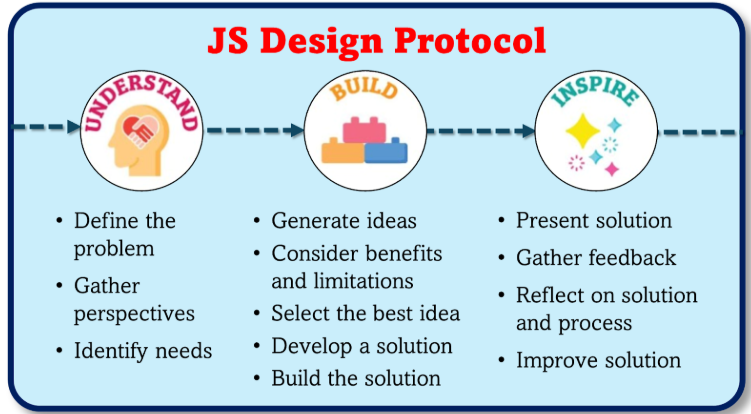 JS Design Protocol
UNDERSTAND
BUILD
INSPIRE
• Define the
problem
• Gather
perspectives
• Identify needs
• Generate ideas
• Consider benefits
and limitations
• Select the best idea
• Develop a solution
• Build the solution
• Present solution
• Gather feedback
• Reflect on solution
and process
• Improve solution